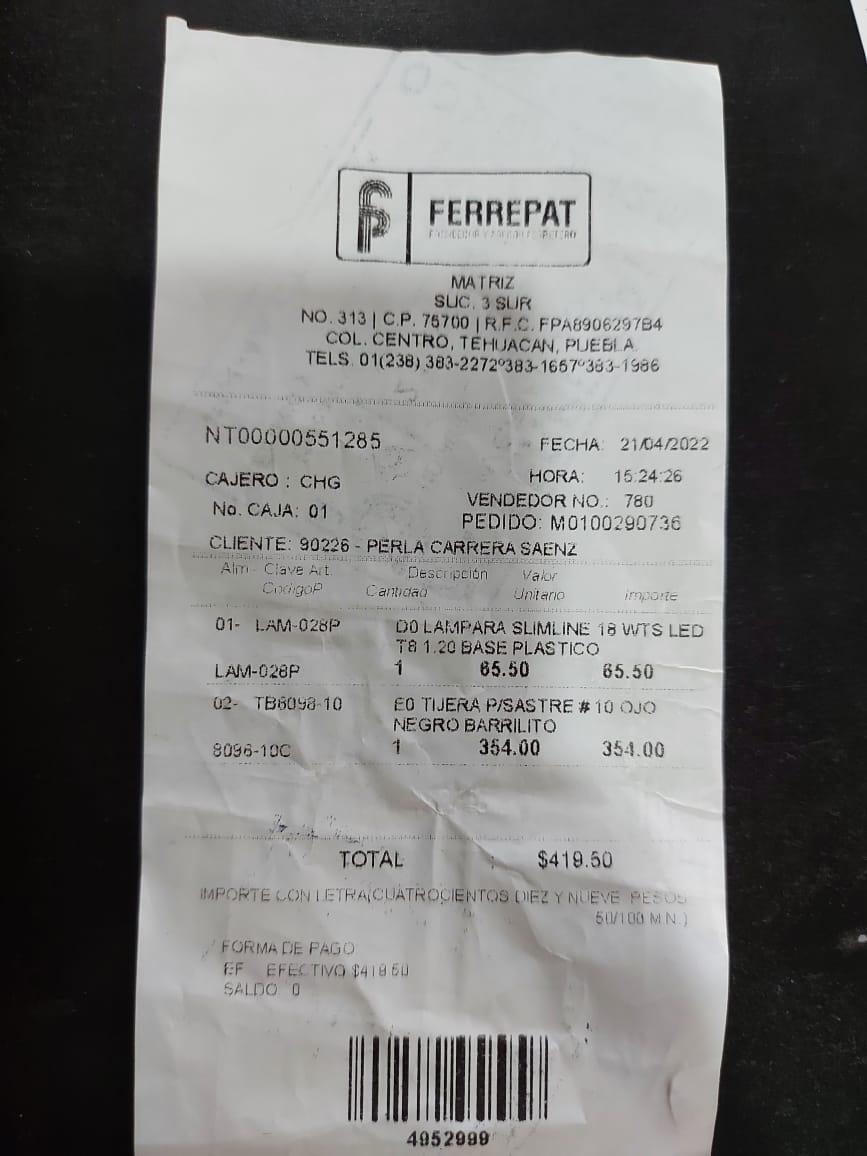 FERREPAT
MATRIZ
SUC. 3 SUR
NO. 313 | C.P. 75700 | R.F.C. FPA8906297B4
COL. CENTRO, TEHUACAN, PUEBLA.
TELS. 01(238) 383-2272º383-1657º383-1986
NT00000551285
FECHA: 21/04/2022
CAJERO : CHG
HORA: 15:24:26
No. CAJA: 01
VENDEDOR NO.: 780
PEDIDO: M0100290736
CLIENTE: 90226 - PERLA CARRERA SAENZ
Alm - Clave Art. Descripción Valor
CodigoP Cantidad Unitario Importe
01- LAM-028P D0 LAMPARA SLIMLINE 18 WTS LED
T8 1.20 BASE PLASTICO
LAM-028P 1 65.50 65.50
02- TB6098-10 E0 TIJERA P/SASTRE # 10 OJO
NEGRO BARRILITO
8096-10C 1 354.00 354.00
TOTAL : $419.50
IMPORTE CON LETRA(CUATROCIENTOS DIEZ Y NUEVE PESOS
50/100 M.N.)
FORMA DE PAGO
EF EFECTIVO $419.50
SALDO 0
4952999